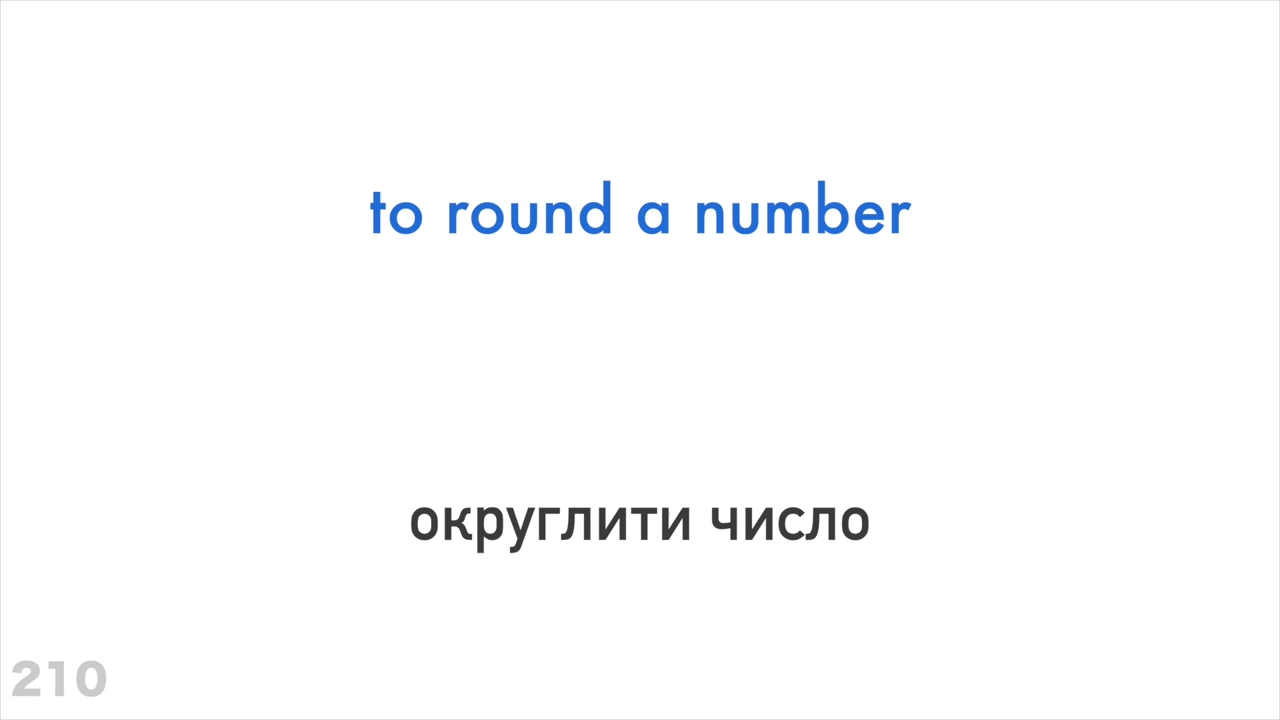 to round a number
округлити число
210